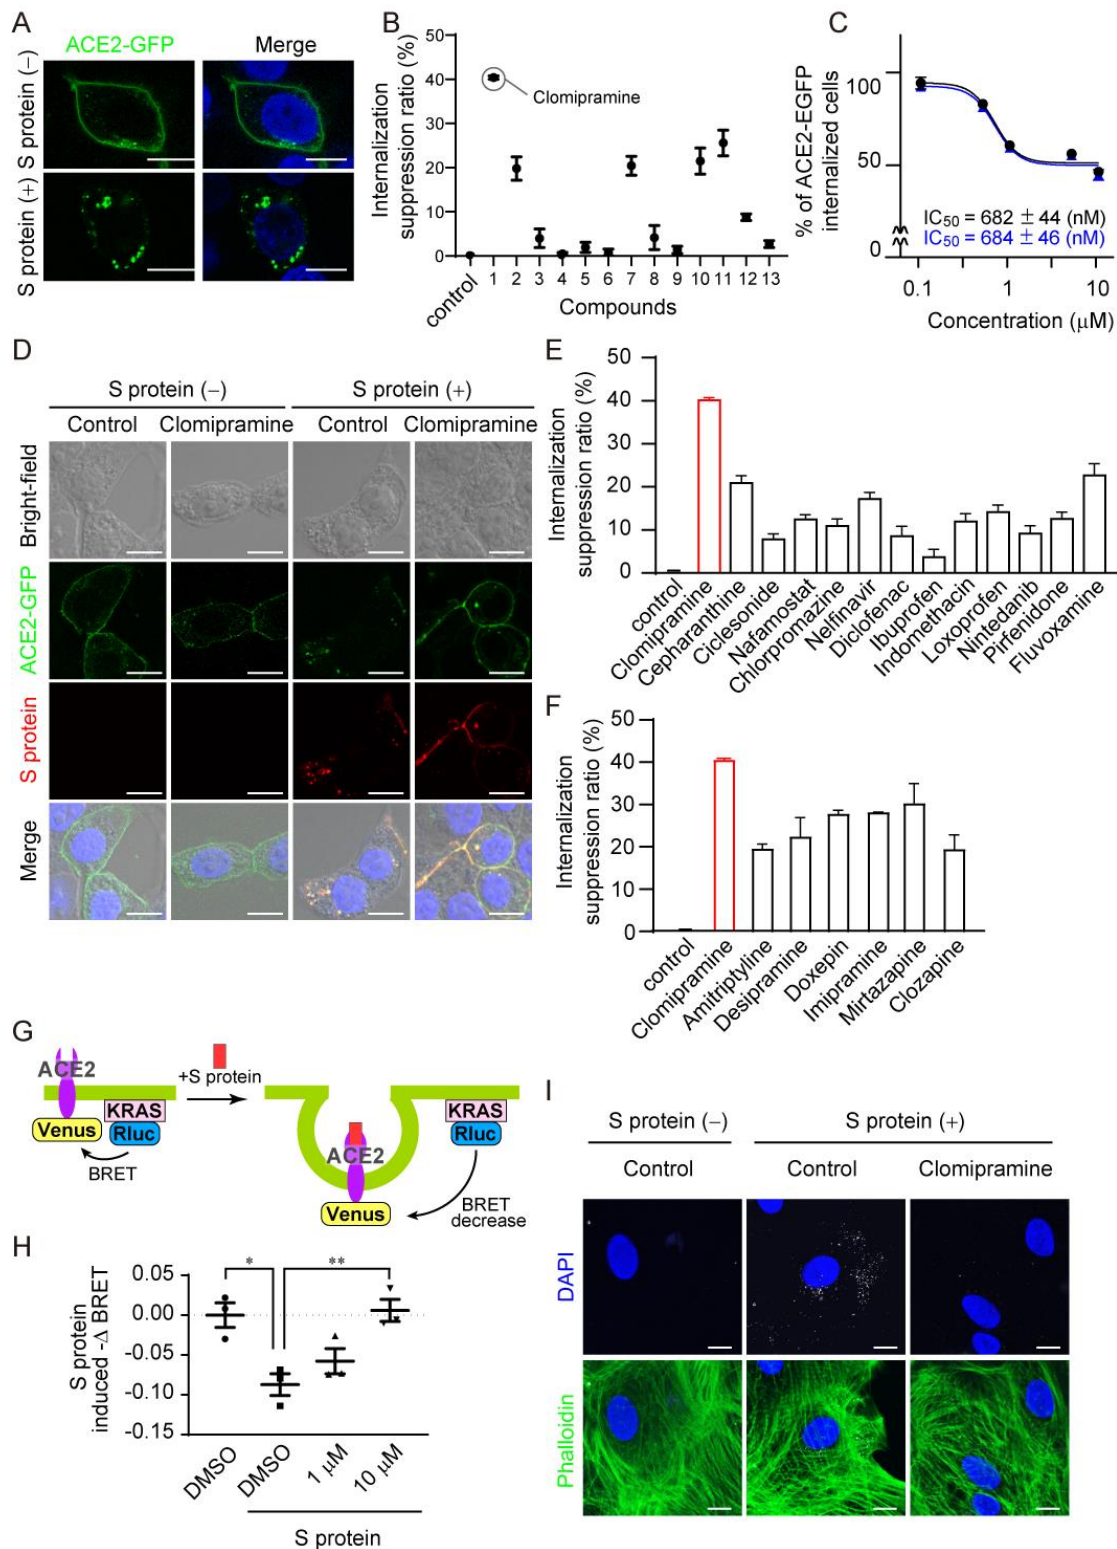 A
ACE2-GFP
Merge
S protein (−)
S protein (+)
B
Internalization
suppression ratio (%)
50
40
30
20
10
0
Clomipramine
control
1
2
3
4
5
6
7
8
9
10
11
12
13
Compounds
C
% of ACE2-EGFP
internalized cells
100
50
0
IC50 = 682 ± 44 (nM)
IC50 = 684 ± 46 (nM)
0.1
1
10
Concentration (μM)
D
S protein (−)
S protein (+)
Control
Clomipramine
Control
Clomipramine
Bright-field
ACE2-GFP
S protein
Merge
E
Internalization
suppression ratio (%)
50
40
30
20
10
0
control
Clomipramine
Cepharanthine
Ciclesonide
Nafamostat
Chlorpromazine
Nelfinavir
Diclofenac
Ibuprofen
Indomethacin
Loxoprofen
Nintedanib
Pirfenidone
Fluvoxamine
F
Internalization
suppression ratio (%)
50
40
30
20
10
0
control
Clomipramine
Amitriptyline
Desipramine
Doxepin
Imipramine
Mirtazapine
Clozapine
G
ACE2
KRAS
Venus
Rluc
BRET
+S protein
ACE2
Venus
KRAS
Rluc
BRET
decrease
H
S protein
induced -Δ BRET
0.05
0.00
-0.05
-0.10
-0.15
*
**
DMSO
DMSO
1 μM
10 μM
S protein
I
S protein (−)
S protein (+)
Control
Control
Clomipramine
DAPI
Phalloidin